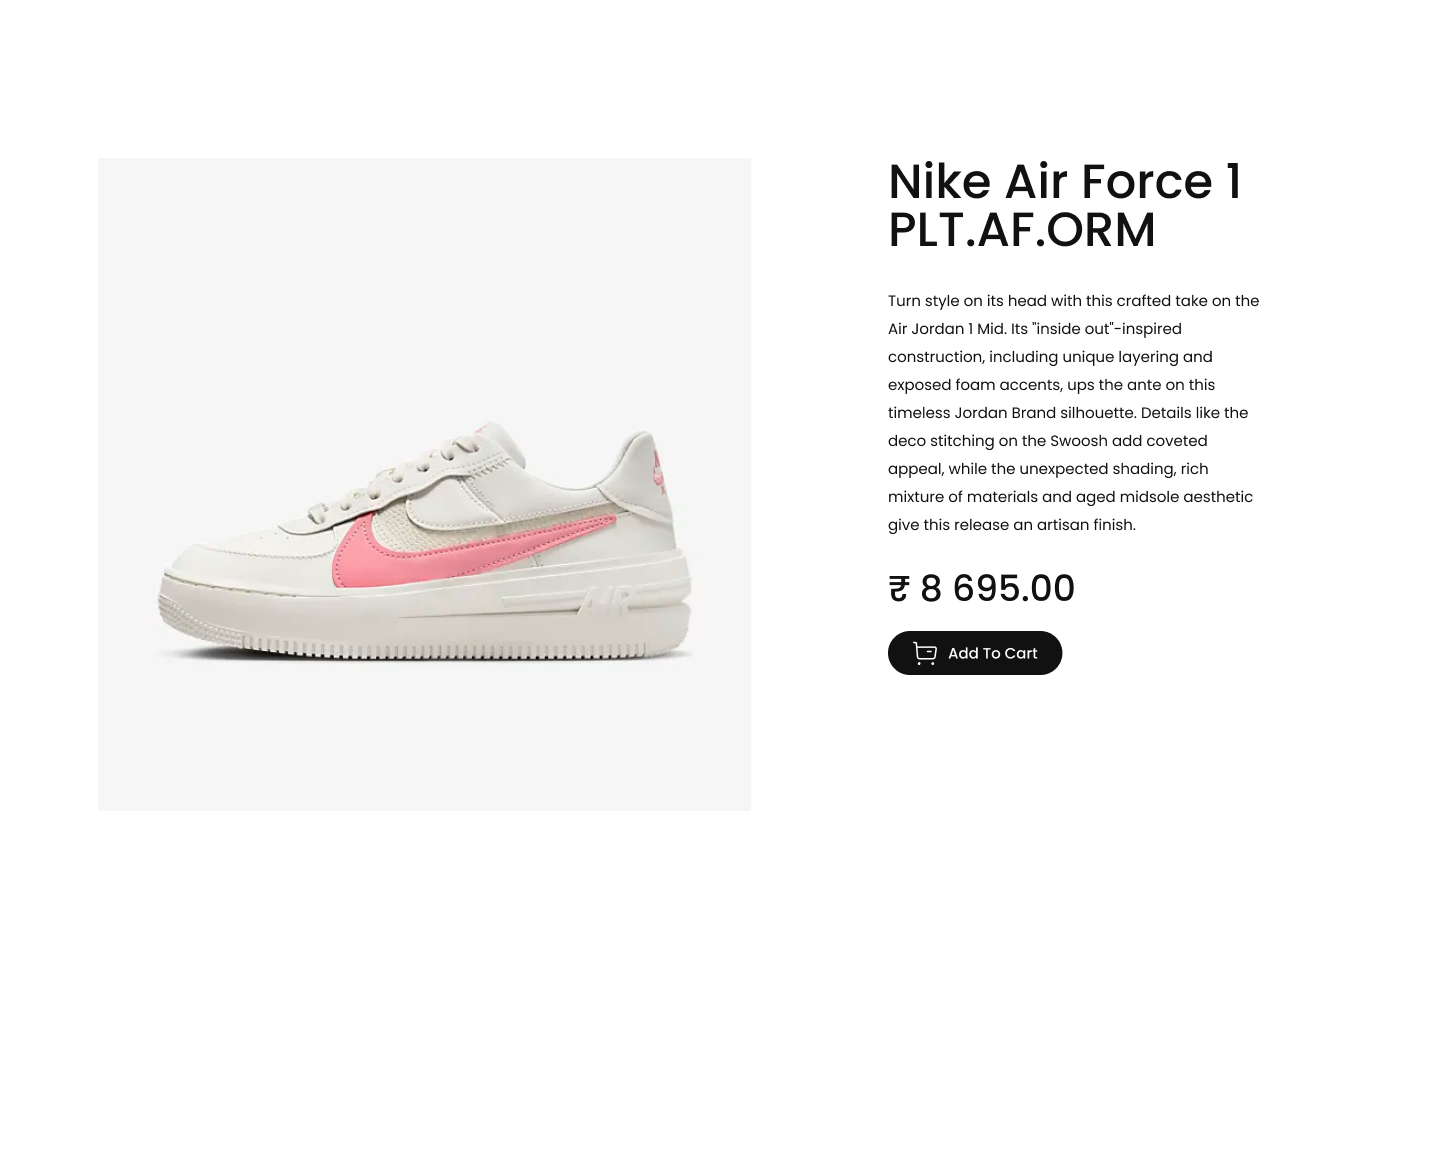 Nike Air Force 1
PLT.AF.ORM
Turn style on its head with this crafted take on the
Air Jordan 1 Mid. Its "inside out"-inspired
construction, including unique layering and
exposed foam accents, ups the ante on this
timeless Jordan Brand silhouette. Details like the
deco stitching on the Swoosh add coveted
appeal, while the unexpected shading, rich
mixture of materials and aged midsole aesthetic
give this release an artisan finish.
₹ 8 695.00
Add To Cart
AIR